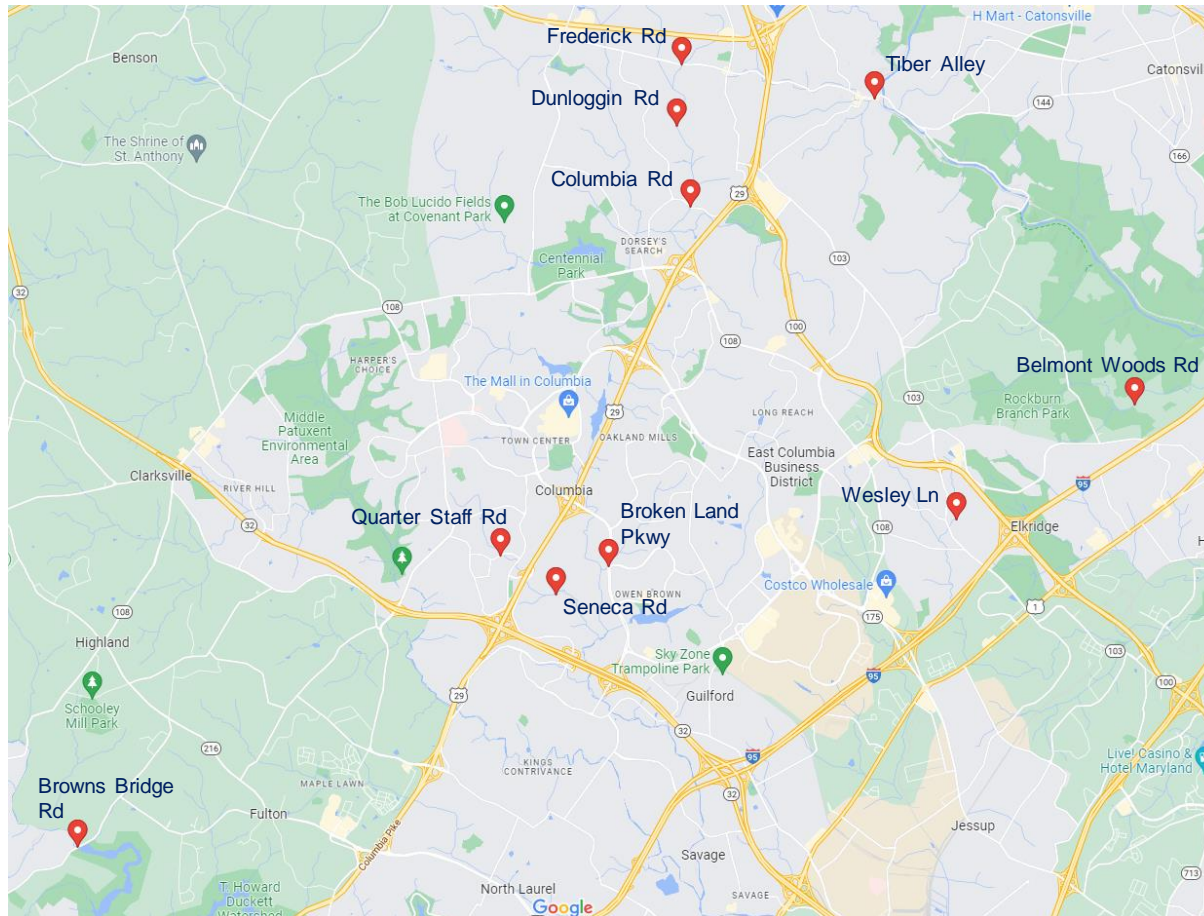 H Mart - Catonsville
Frederick Rd
Benson
Tiber Alley
Catonsvil
Dunloggin Rd
144
The Shrine of
St. Anthony
166
Columbia Rd
29
The Bob Lucido Fields
at Covenant Park
DORSEY'S
SEARCH
Centennial
Park
103
32
108
100
108
HARPER'S
CHOICE
Belmont Woods Rd
The Mall in Columbia
103
Rockburn
Branch Park
29
LONG REACH
Middle
Patuxent
Environmental
Area
TOWN CENTER
OAKLAND MILLS
East Columbia
Business
District
Clarksville
RIVER HILL
Columbia
95
Wesley Ln
Quarter Staff Rd
Broken Land
Pkwy
32
108
Elkridge
H
Costco Wholesale
OWEN BROWN
Seneca Rd
1
108
175
Highland
103
Sky Zone
Trampoline Park
95
100
Guilford
29
Schooley
Mill Park
32
216
95
KINGS
CONTRIVANCE
Live! Casino &
Hotel Maryland
Browns Bridge
Rd
MAPLE LAWN
32
Fulton
Jessup
Columbia Pike
Savage
T. Howard
Duckett
Watershed
North Laurel
SAVAGE
713
Google